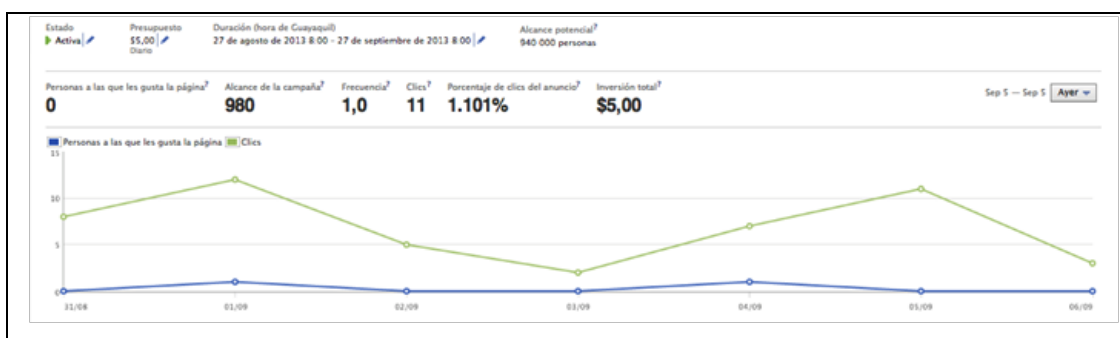 Estado Presupuesto Duración (hora de Guayaquil) Alcance potencial?
Activa $5,00 27 de agosto de 2013 8:00 - 27 de septiembre de 2013 8:00 940 000 personas
Diario
Personas a las que les gusta la página? Alcance de la campaña? Frecuencia? Clics? Porcentaje de clics del anuncio? Inversión total?
0 980 1,0 11 1.101% $5,00 Sep 5 — Sep 5 Ayer
Personas a las que les gusta la página Clics
15
10
5
0
31/08 01/09 02/09 03/09 04/09 05/09 06/09